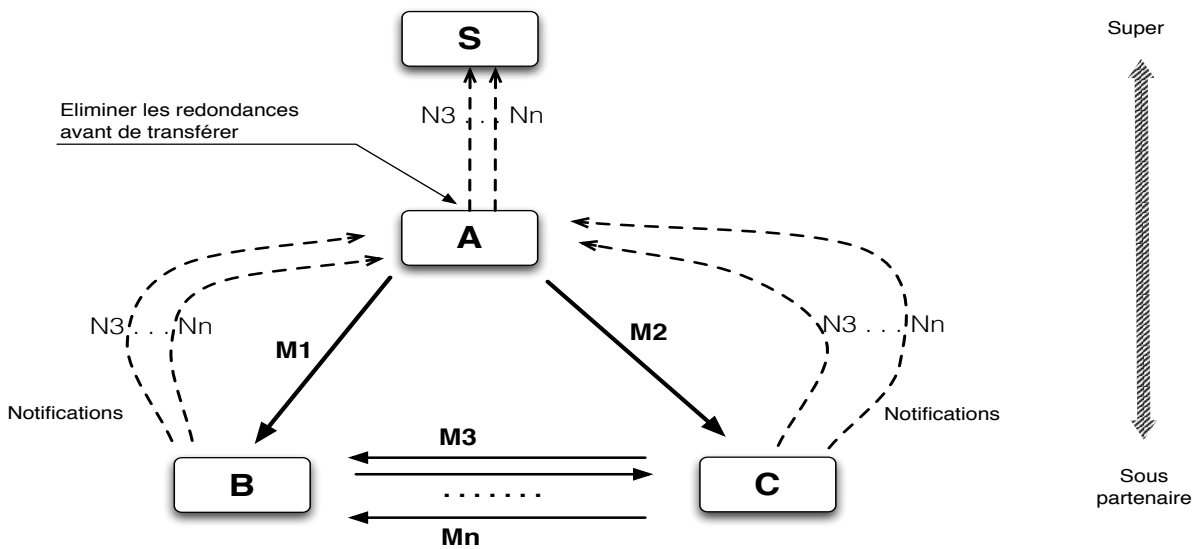 S
Super
Eliminer les redondances
avant de transférer
N3 . . . Nn
A
N3 . . . Nn
M1
M2
N3 . . . Nn
Notifications
Notifications
M3
B
. . . . . . .
C
Mn
Sous
partenaire